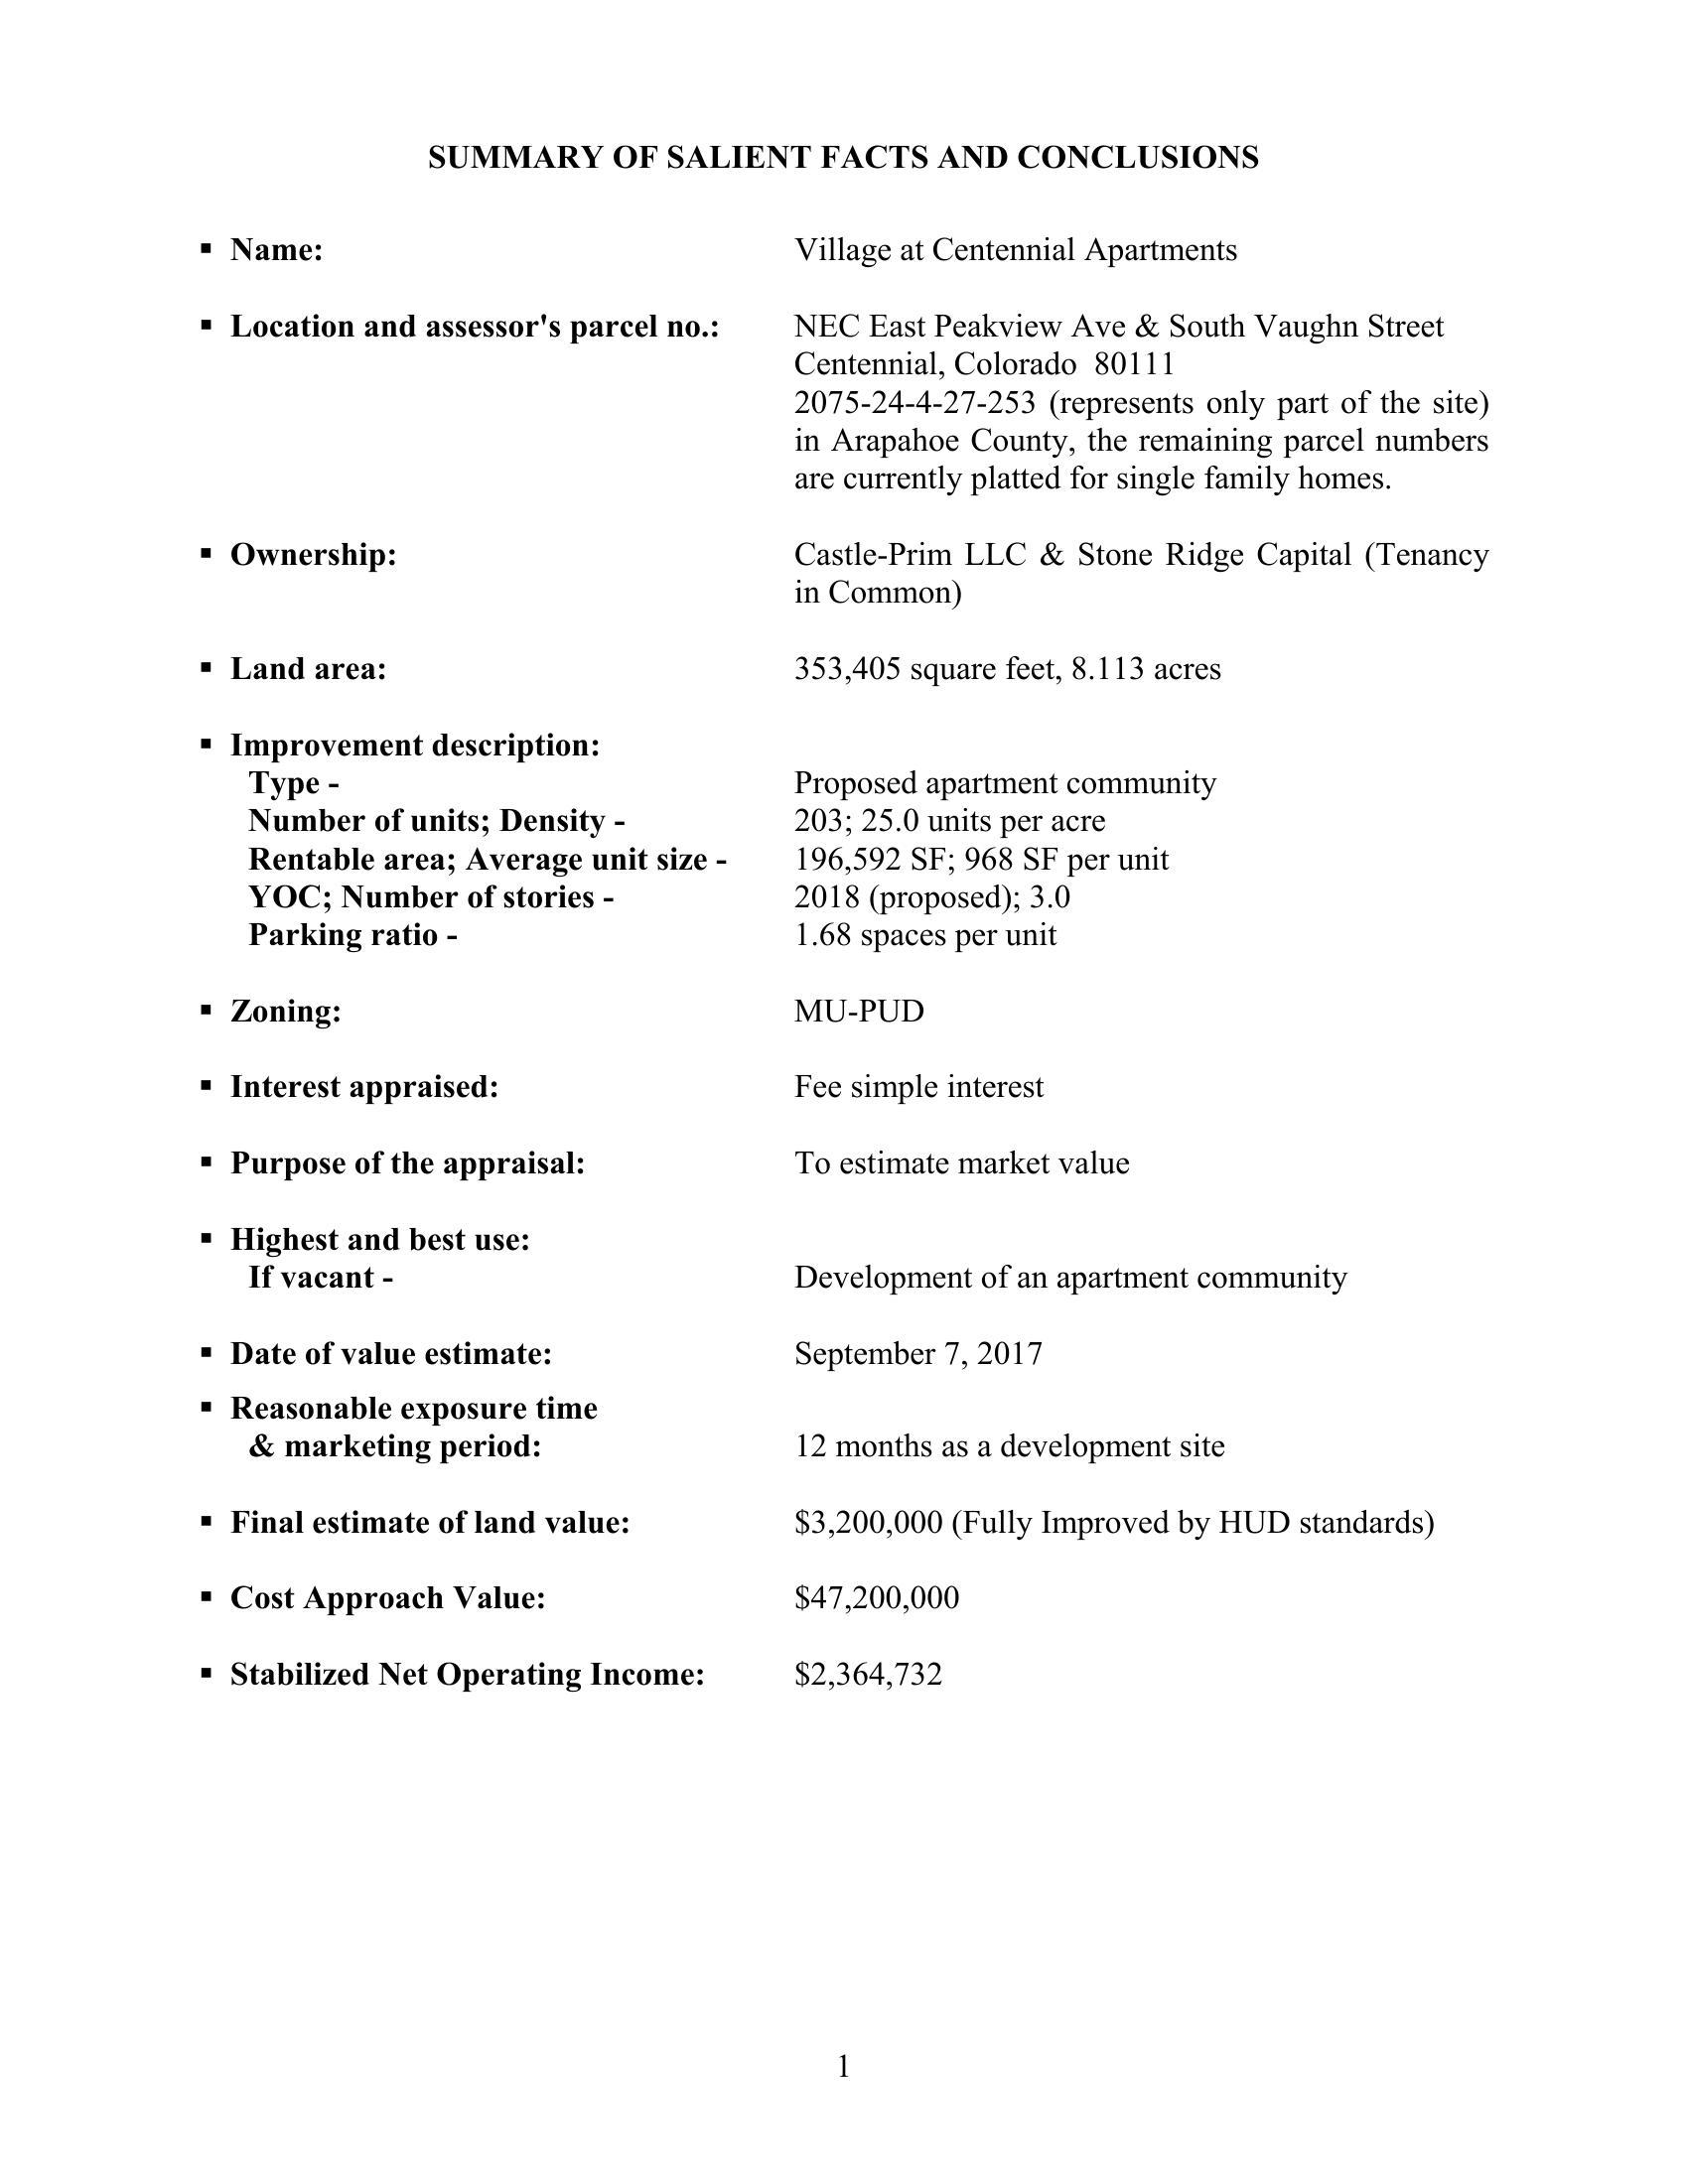 SUMMARY OF SALIENT FACTS AND CONCLUSIONS
▪ Name: Village at Centennial Apartments
▪ Location and assessor's parcel no.: NEC East Peakview Ave & South Vaughn Street
Centennial, Colorado 80111
2075-24-4-27-253 (represents only part of the site)
in Arapahoe County, the remaining parcel numbers
are currently platted for single family homes.
▪ Ownership: Castle-Prim LLC & Stone Ridge Capital (Tenancy
in Common)
▪ Land area: 353,405 square feet, 8.113 acres
▪ Improvement description:
Type - Proposed apartment community
Number of units; Density - 203; 25.0 units per acre
Rentable area; Average unit size - 196,592 SF; 968 SF per unit
YOC; Number of stories - 2018 (proposed); 3.0
Parking ratio - 1.68 spaces per unit
▪ Zoning: MU-PUD
▪ Interest appraised: Fee simple interest
▪ Purpose of the appraisal: To estimate market value
▪ Highest and best use:
If vacant - Development of an apartment community
▪ Date of value estimate: September 7, 2017
▪ Reasonable exposure time
& marketing period: 12 months as a development site
▪ Final estimate of land value: $3,200,000 (Fully Improved by HUD standards)
▪ Cost Approach Value: $47,200,000
▪ Stabilized Net Operating Income: $2,364,732
1